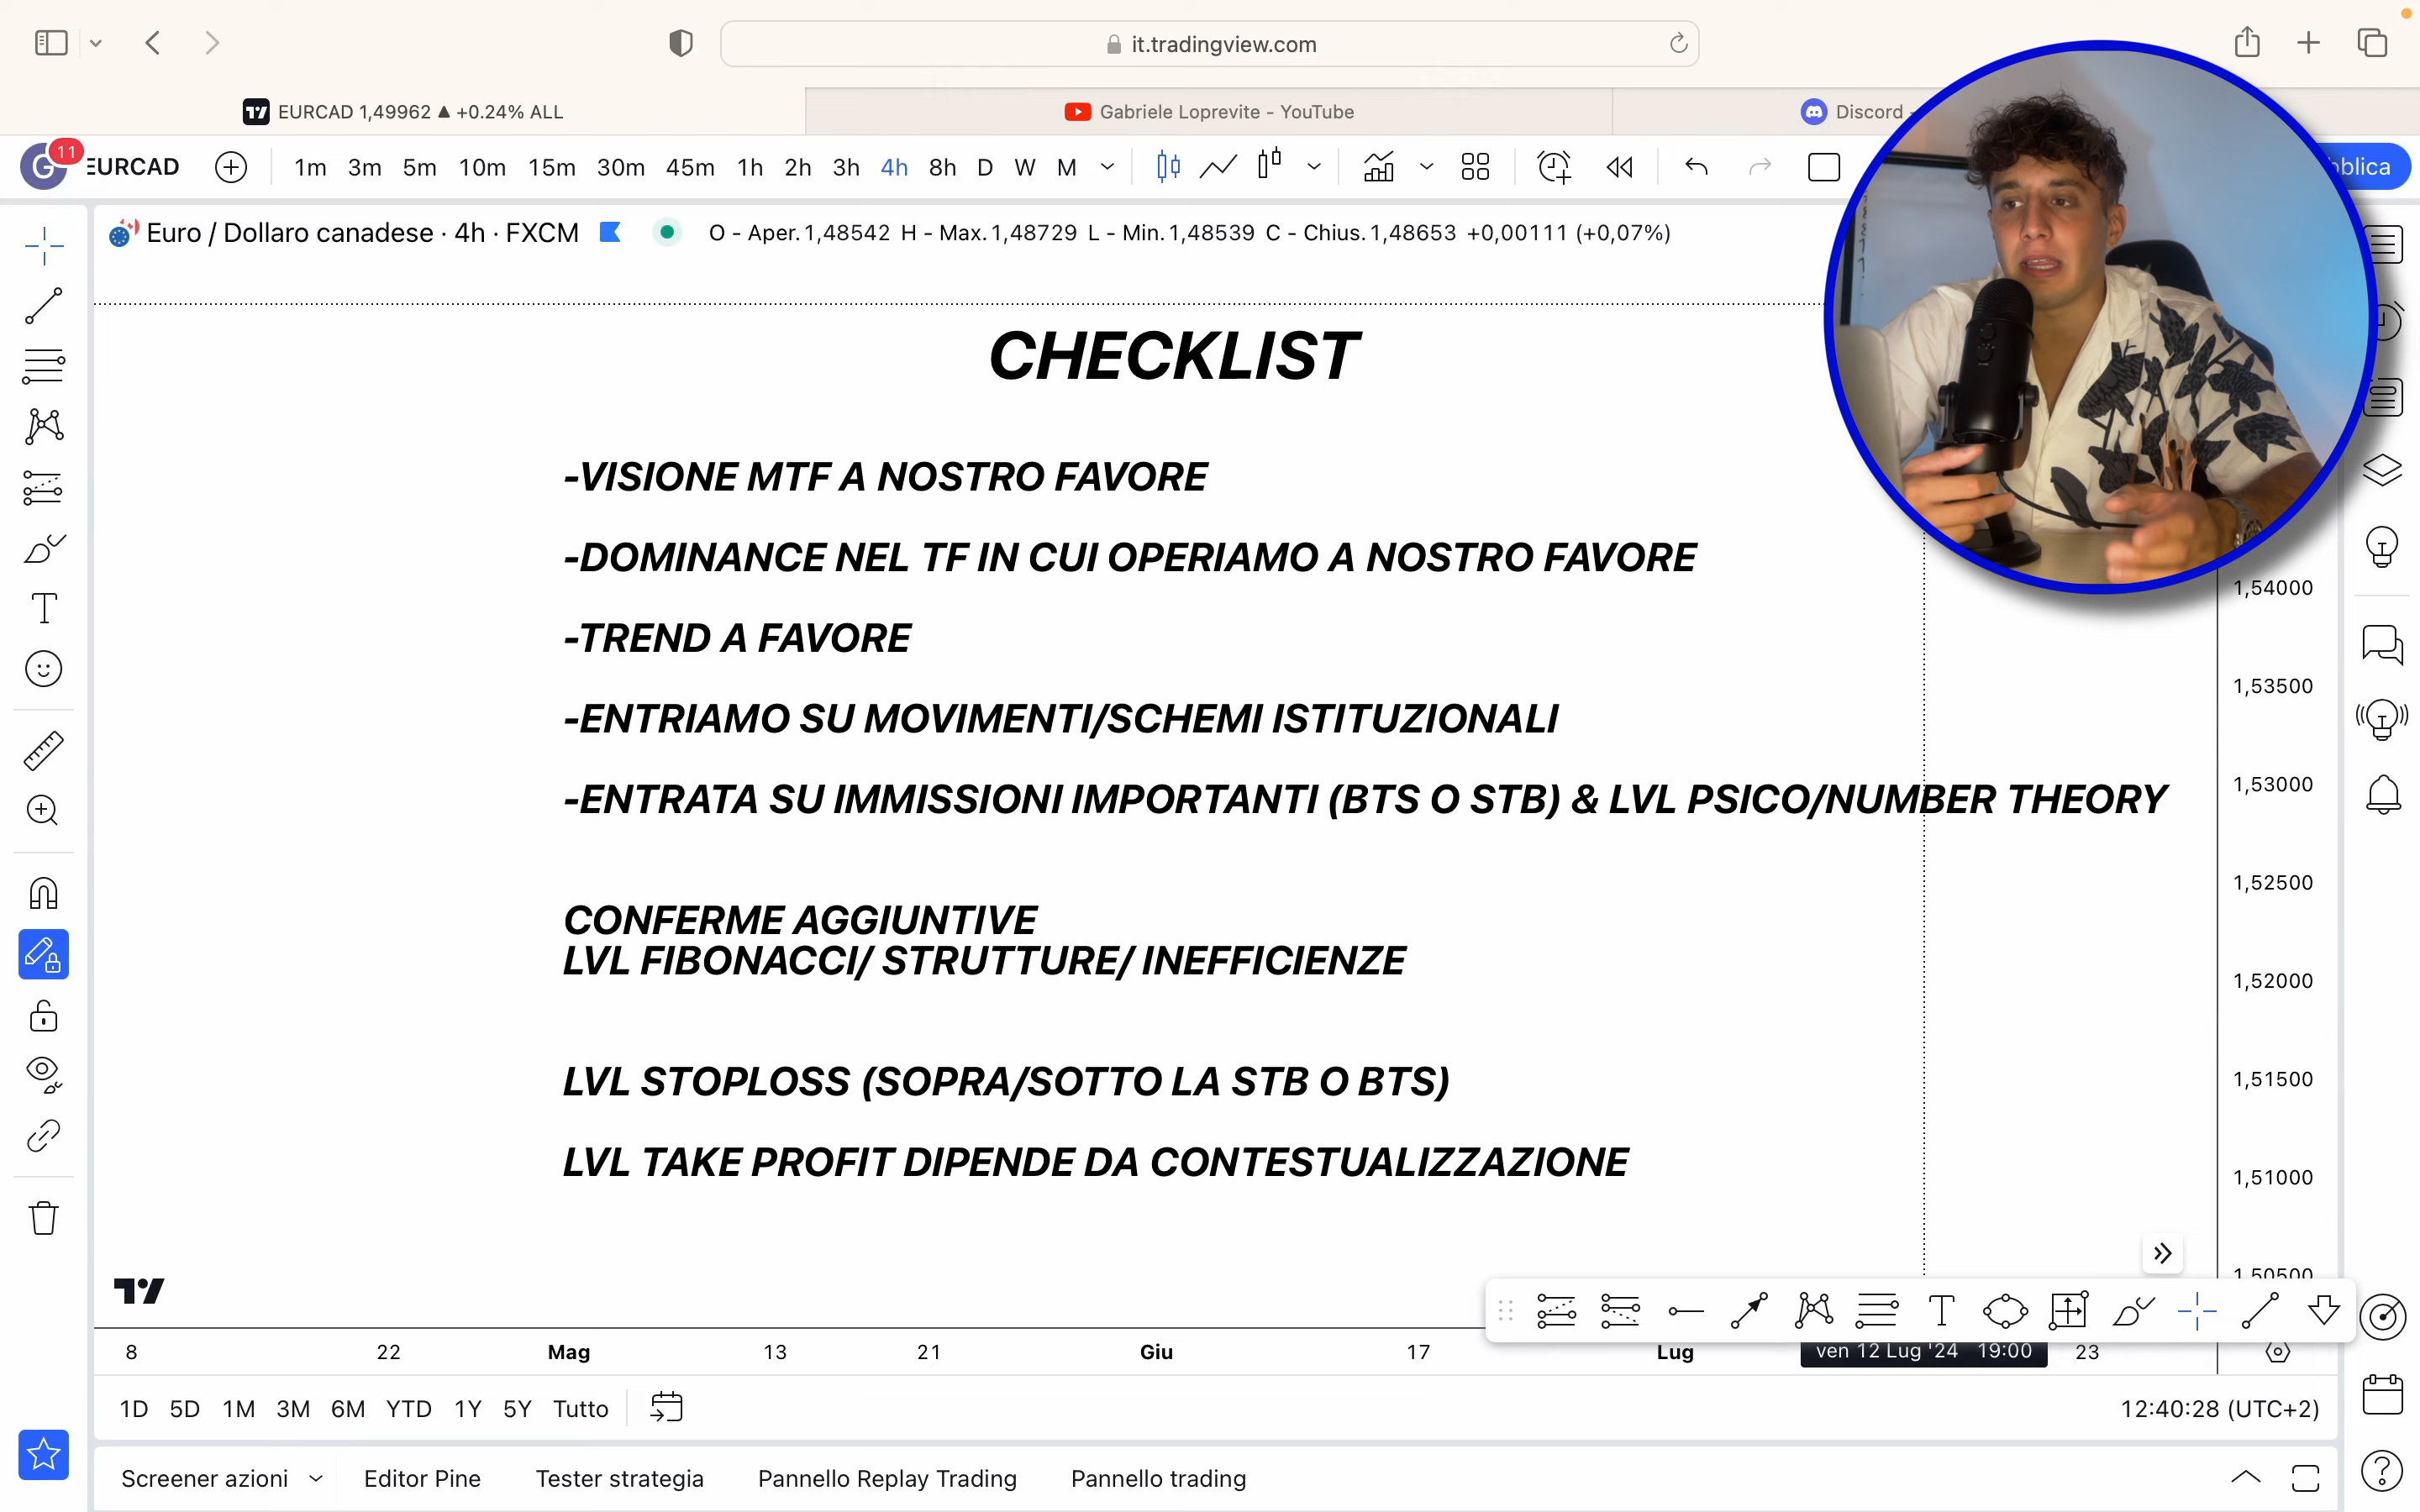 it.tradingview.com
EURCAD 1,49962 ▲ +0.24% ALL
Gabriele Loprevite - YouTube
Discord
G 11 EURCAD 1m 3m 5m 10m 15m 30m 45m 1h 2h 3h 4h 8h D W M
Euro / Dollaro canadese · 4h · FXCM O - Aper. 1,48542 H - Max. 1,48729 L - Min. 1,48539 C - Chius. 1,48653 +0,00111 (+0,07%)
CHECKLIST
-VISIONE MTF A NOSTRO FAVORE
-DOMINANCE NEL TF IN CUI OPERIAMO A NOSTRO FAVORE
-TREND A FAVORE
-ENTRIAMO SU MOVIMENTI/SCHEMI ISTITUZIONALI
-ENTRATA SU IMMISSIONI IMPORTANTI (BTS O STB) & LVL PSICO/NUMBER THEORY
CONFERME AGGIUNTIVE
LVL FIBONACCI/ STRUTTURE/ INEFFICIENZE
LVL STOPLOSS (SOPRA/SOTTO LA STB O BTS)
LVL TAKE PROFIT DIPENDE DA CONTESTUALIZZAZIONE
1,54000
1,53500
1,53000
1,52500
1,52000
1,51500
1,51000
1,50500
8 22 Mag 13 21 Giu 17 Lug ven 12 Lug '24 19:00 23
1D 5D 1M 3M 6M YTD 1Y 5Y Tutto
12:40:28 (UTC+2)
Screener azioni Editor Pine Tester strategia Pannello Replay Trading Pannello trading